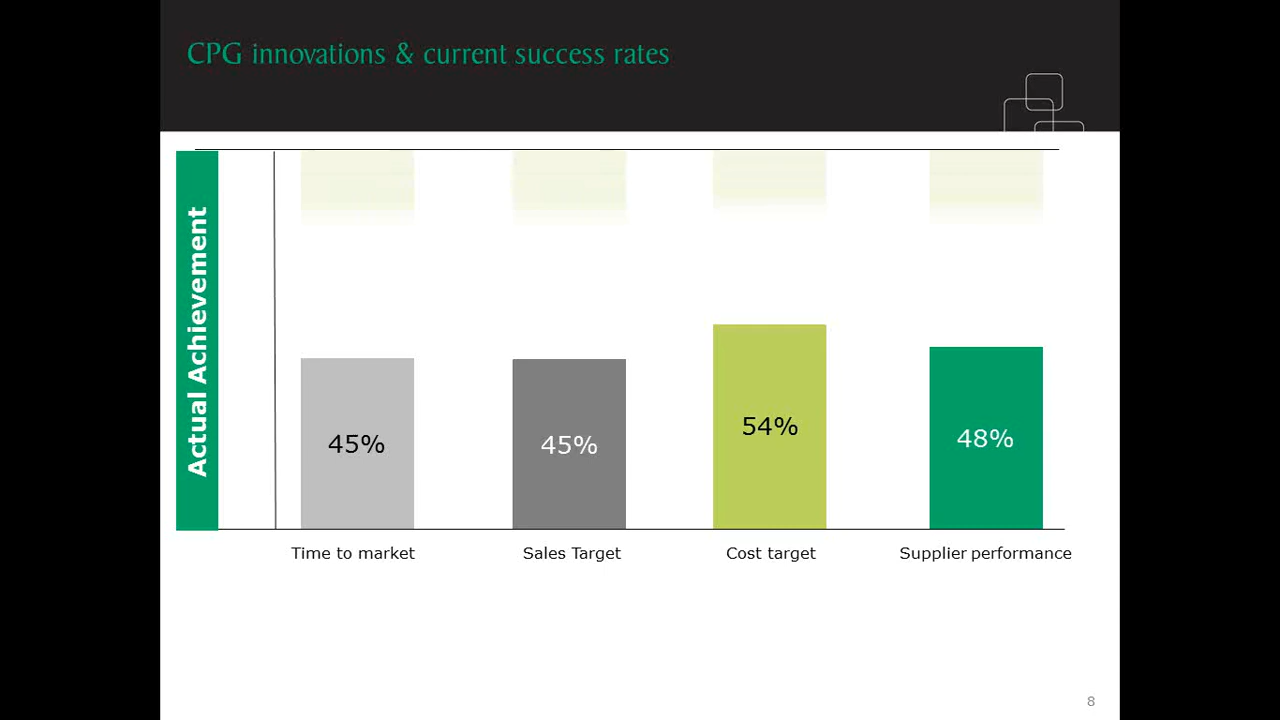 CPG innovations & current success rates
Actual Achievement
45%
45%
54%
48%
Time to market
Sales Target
Cost target
Supplier performance
8